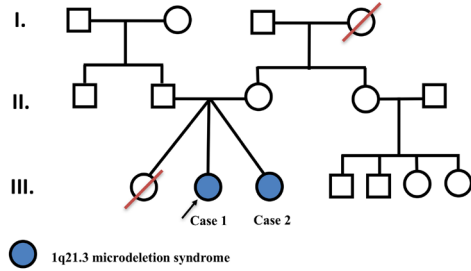 I.
II.
III.
Case 1 Case 2
1q21.3 microdeletion syndrome